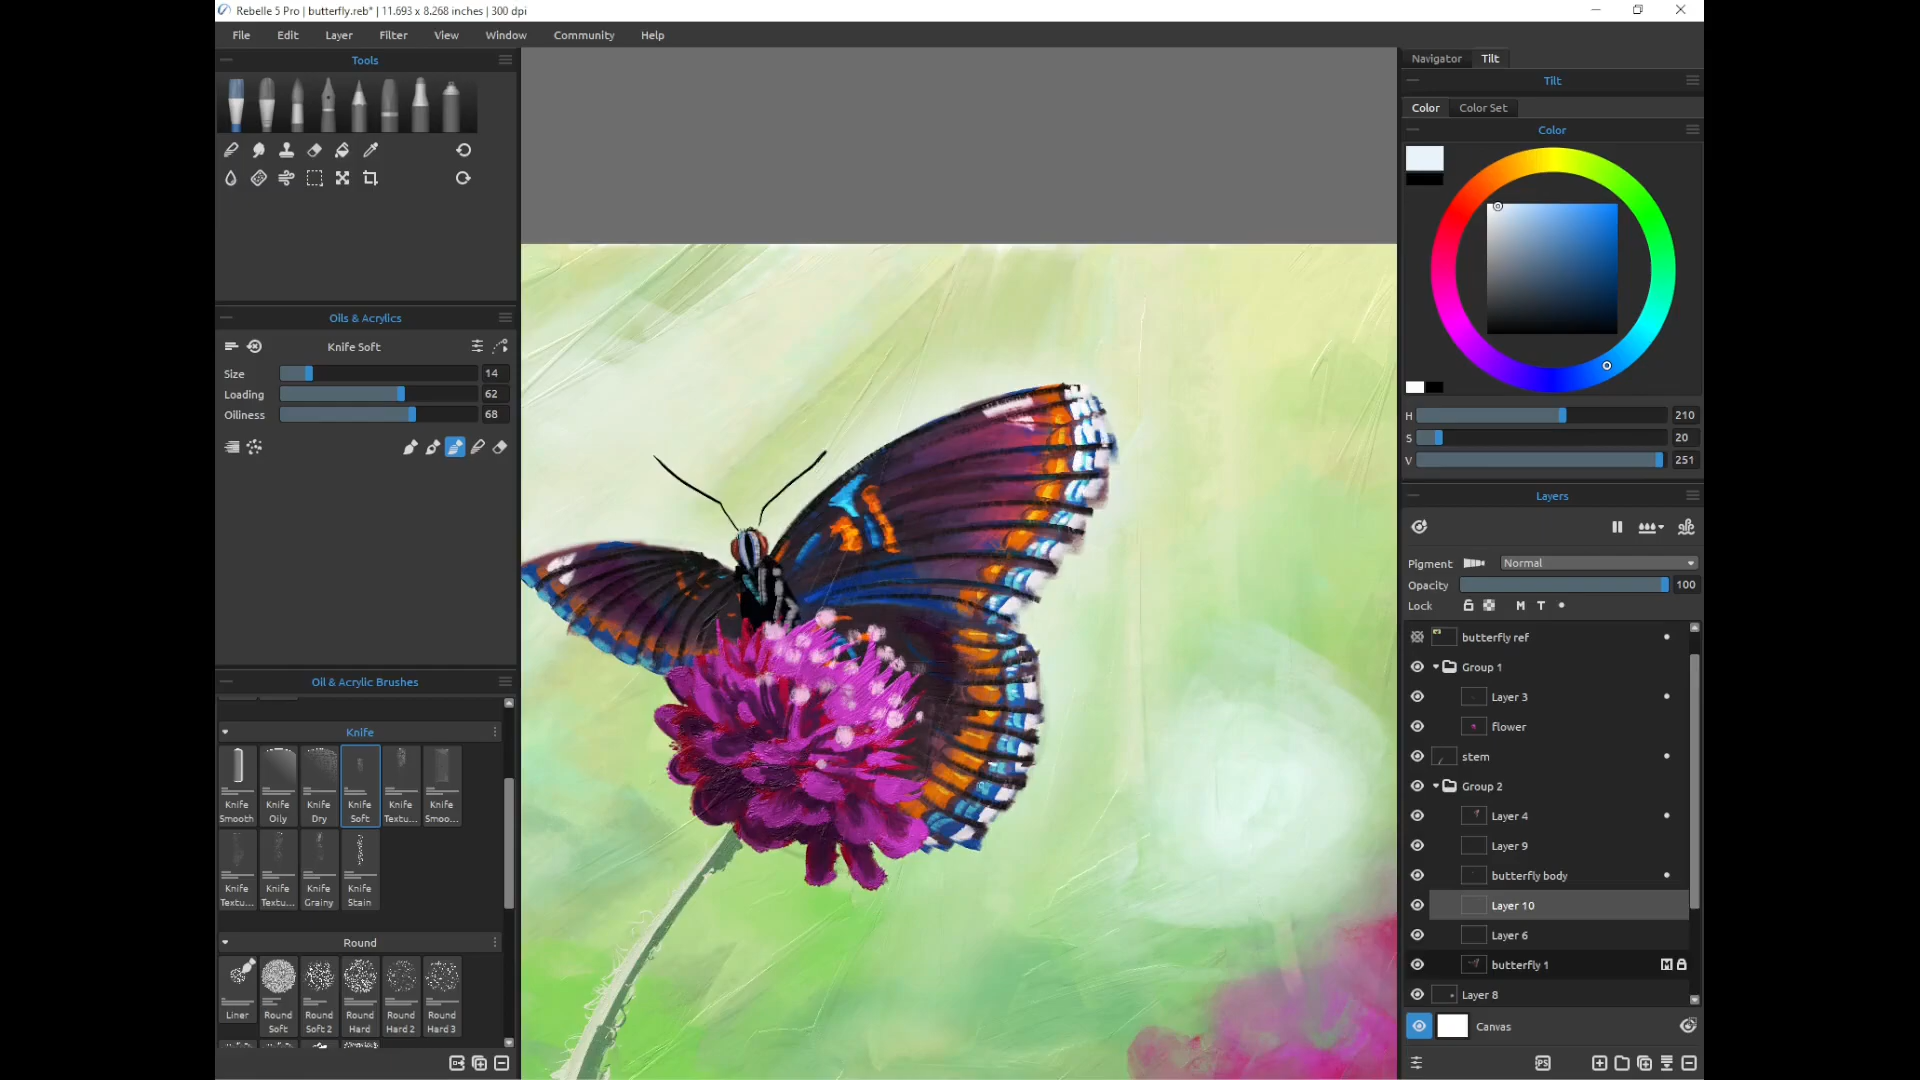 Rebelle 5 Pro | butterfly.reb* | 11.693 x 8.268 inches | 300 dpi
File Edit Layer Filter View Window Community Help
Tools
Oils & Acrylics
Knife Soft
Size 14
Loading 62
Oiliness 68
Oil & Acrylic Brushes
Knife
Knife Smooth
Knife Oily
Knife Dry
Knife Soft
Knife Textu...
Knife Smoo...
Knife Textu...
Knife Textu...
Knife Grainy
Knife Stain
Round
Liner
Round Soft
Round Soft 2
Round Hard
Round Hard 2
Round Hard 3
Navigator Tilt
Tilt
Color Color Set
Color
H 210
S 20
V 251
Layers
Pigment Normal
Opacity 100
Lock M T
butterfly ref
Group 1
Layer 3
flower
stem
Group 2
Layer 4
Layer 9
butterfly body
Layer 10
Layer 6
butterfly 1 M
Layer 8
Canvas
PS